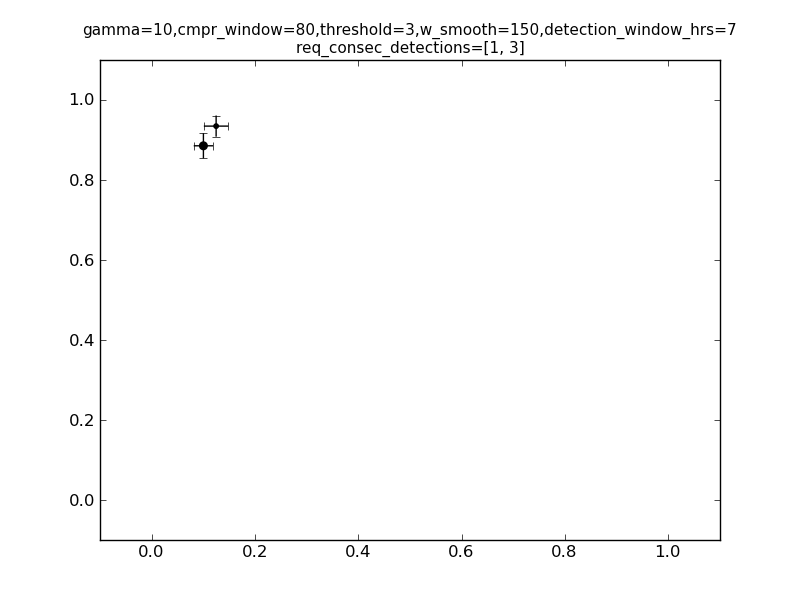 gamma=10,cmpr_window=80,threshold=3,w_smooth=150,detection_window_hrs=7
req_consec_detections=[1, 3]
1.0
0.8
0.6
0.4
0.2
0.0
0.0 0.2 0.4 0.6 0.8 1.0